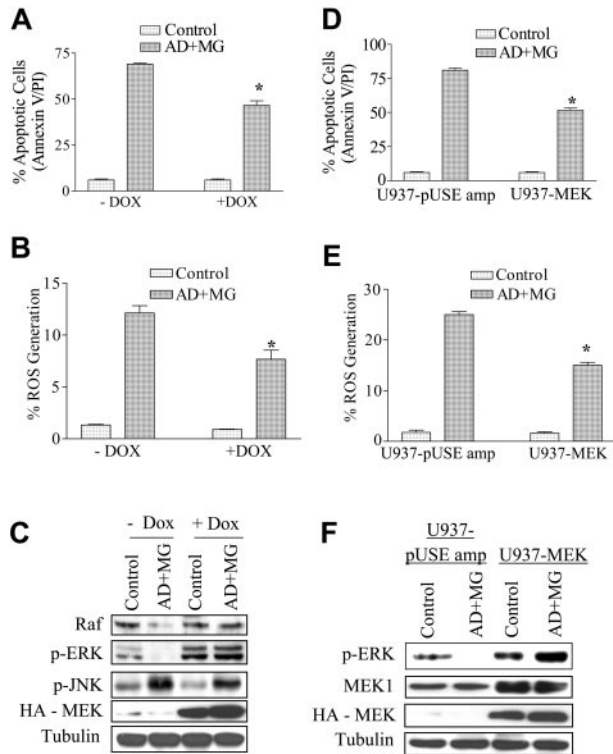 A
Control
AD+MG
% Apoptotic Cells
(Annexin V/PI)
75
50
25
0
- DOX
+DOX
*
D
Control
AD+MG
% Apoptotic Cells
(Annexin V/PI)
100
75
50
25
0
U937-pUSE amp
U937-MEK
*
B
Control
AD+MG
% ROS Generation
15
10
5
0
- DOX
+DOX
*
E
Control
AD+MG
% ROS Generation
30
20
10
0
U937-pUSE amp
U937-MEK
*
C
- Dox
+ Dox
Control
AD+MG
Control
AD+MG
Raf
p-ERK
p-JNK
HA - MEK
Tubulin
F
U937-
pUSE amp
U937-MEK
Control
AD+MG
Control
AD+MG
p-ERK
MEK1
HA - MEK
Tubulin